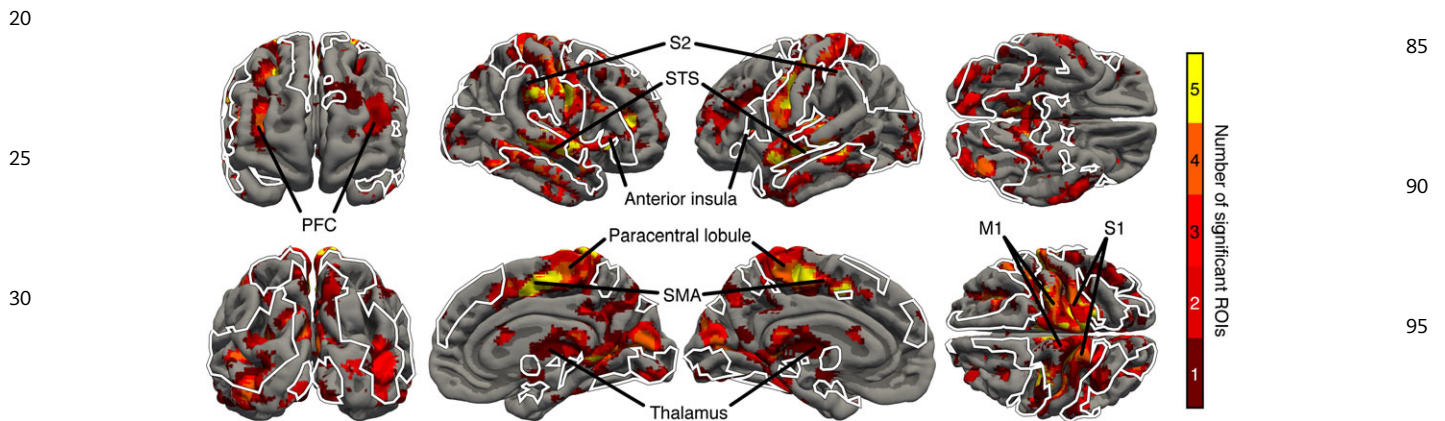 20
25
30
S2
STS
Anterior insula
PFC
Paracentral lobule
SMA
Thalamus
M1
S1
5
4
3
2
1
Number of significant ROIs
85
90
95